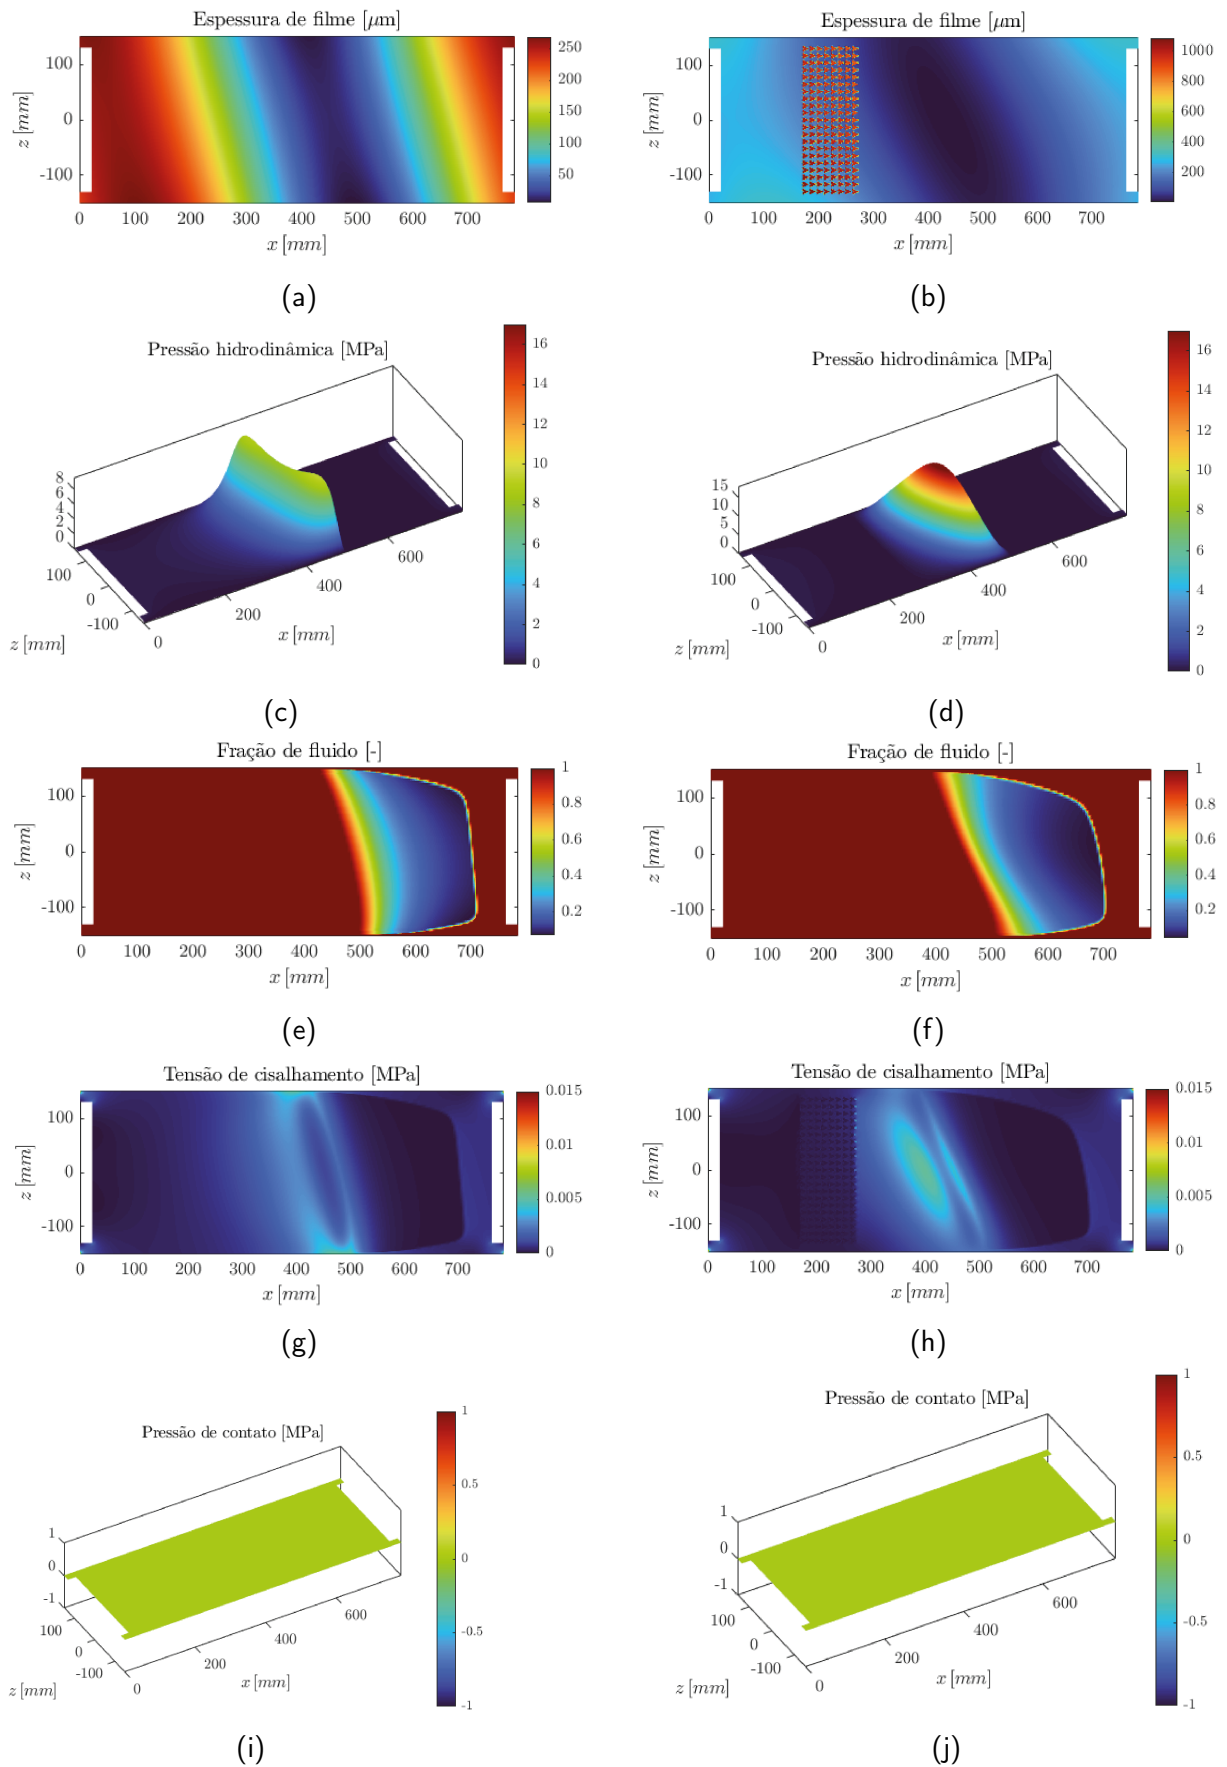 Espessura de filme [μm]
250
200
150
100
50
100
0
-100
z [mm]
0 100 200 300 400 500 600 700
x [mm]
(a)
Espessura de filme [μm]
1000
800
600
400
200
100
0
-100
z [mm]
0 100 200 300 400 500 600 700
x [mm]
(b)
Pressão hidrodinâmica [MPa]
16
14
12
10
8
6
4
2
0
8
6
4
2
0
100
0
-100
z [mm]
0
200
400
600
x [mm]
(c)
Pressão hidrodinâmica [MPa]
16
14
12
10
8
6
4
2
0
15
10
5
0
100
0
-100
z [mm]
0
200
400
600
x [mm]
(d)
Fração de fluido [-]
1
0.8
0.6
0.4
0.2
100
0
-100
z [mm]
0 100 200 300 400 500 600 700
x [mm]
(e)
Fração de fluido [-]
1
0.8
0.6
0.4
0.2
100
0
-100
z [mm]
0 100 200 300 400 500 600 700
x [mm]
(f)
Tensão de cisalhamento [MPa]
0.015
0.01
0.005
0
100
0
-100
z [mm]
0 100 200 300 400 500 600 700
x [mm]
(g)
Tensão de cisalhamento [MPa]
0.015
0.01
0.005
0
100
0
-100
z [mm]
0 100 200 300 400 500 600 700
x [mm]
(h)
Pressão de contato [MPa]
1
0.5
0
-0.5
-1
1
0
-1
100
0
-100
z [mm]
0
200
400
600
x [mm]
(i)
Pressão de contato [MPa]
1
0.5
0
-0.5
-1
1
0
-1
100
0
-100
z [mm]
0
200
400
600
x [mm]
(j)